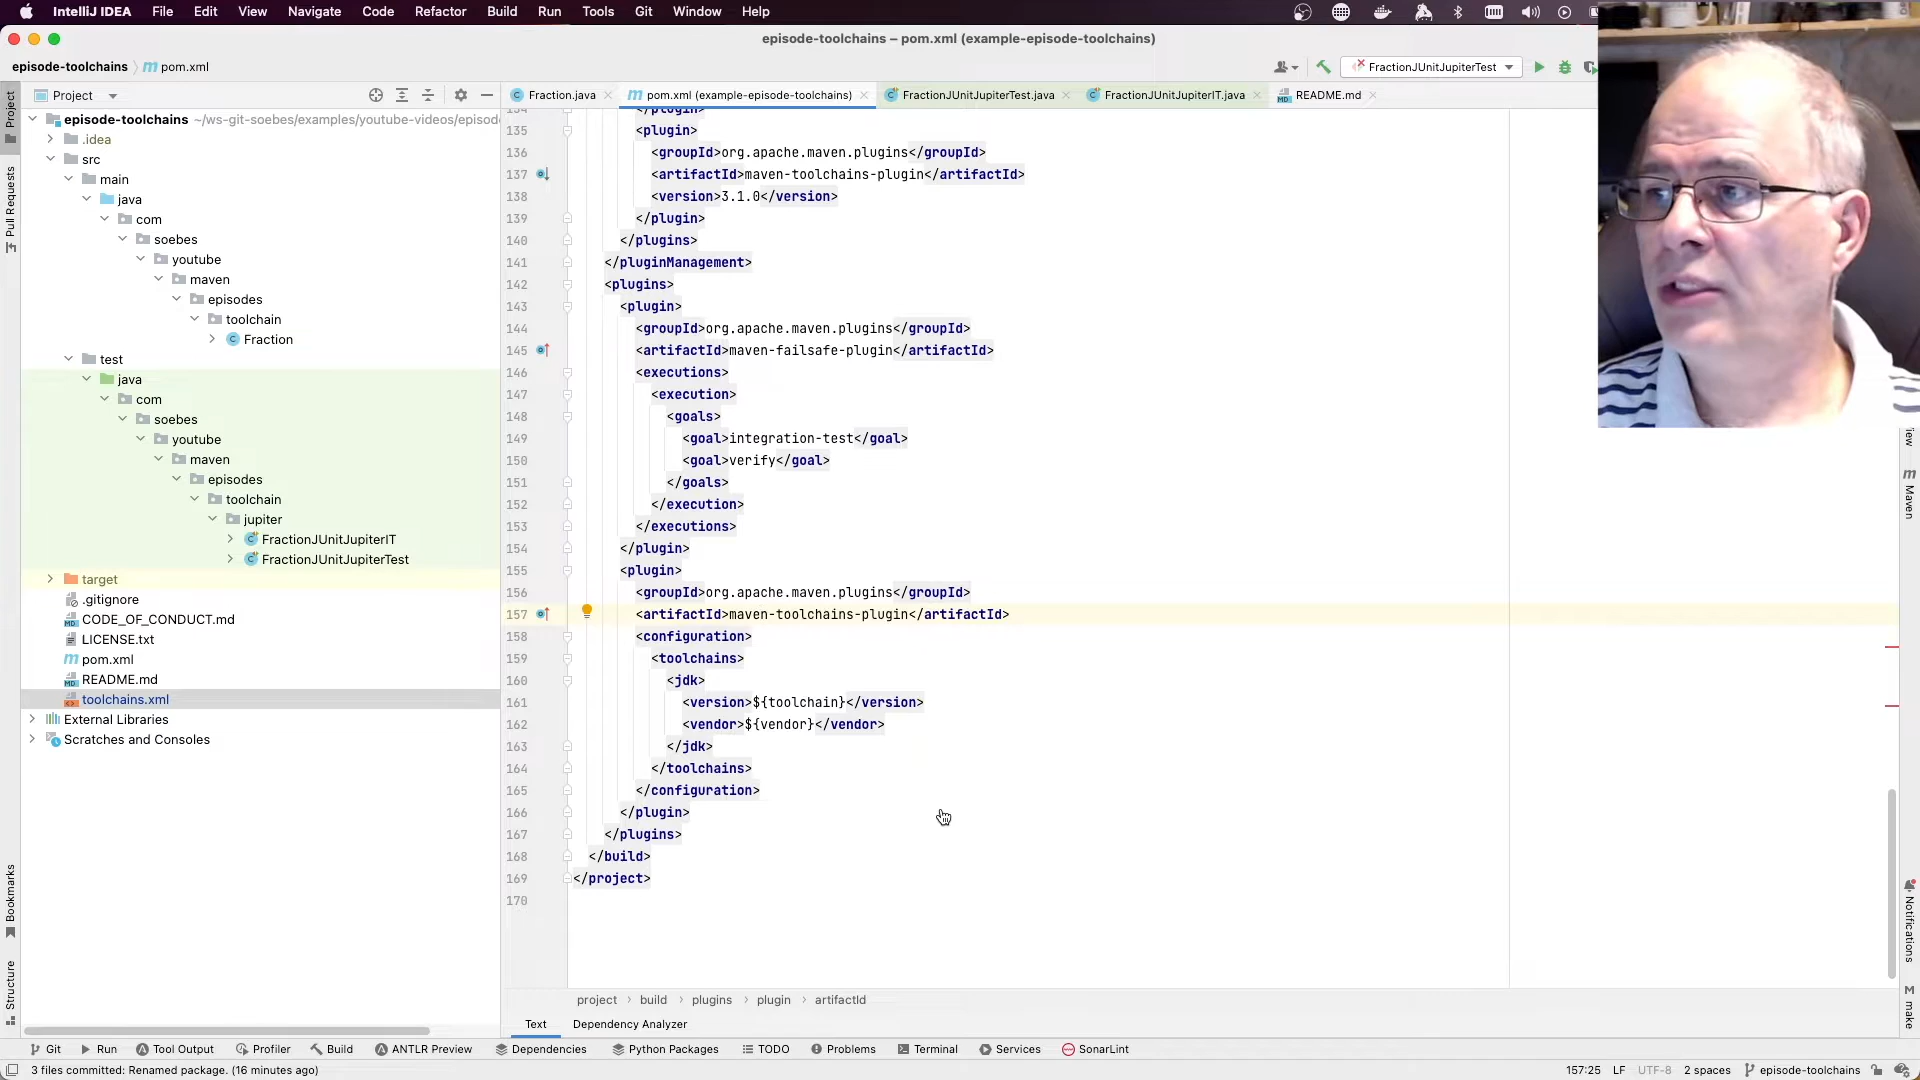 IntelliJ IDEA File Edit View Navigate Code Refactor Build Run Tools Git Window Help
episode-toolchains – pom.xml (example-episode-toolchains)
episode-toolchains pom.xml
FractionJUnitJupiterTest
Project
Fraction.java
pom.xml (example-episode-toolchains)
FractionJUnitJupiterTest.java
FractionJUnitJupiterIT.java
README.md
Project
Pull Requests
Bookmarks
Structure
episode-toolchains ~/ws-git-soebes/examples/youtube-videos/episod
.idea
src
main
java
com
soebes
youtube
maven
episodes
toolchain
Fraction
test
java
com
soebes
youtube
maven
episodes
toolchain
jupiter
FractionJUnitJupiterIT
FractionJUnitJupiterTest
target
.gitignore
CODE_OF_CONDUCT.md
LICENSE.txt
pom.xml
README.md
toolchains.xml
External Libraries
Scratches and Consoles
134 </plugin>
135 <plugin>
136 <groupId>org.apache.maven.plugins</groupId>
137 <artifactId>maven-toolchains-plugin</artifactId>
138 <version>3.1.0</version>
139 </plugin>
140 </plugins>
141 </pluginManagement>
142 <plugins>
143 <plugin>
144 <groupId>org.apache.maven.plugins</groupId>
145 <artifactId>maven-failsafe-plugin</artifactId>
146 <executions>
147 <execution>
148 <goals>
149 <goal>integration-test</goal>
150 <goal>verify</goal>
151 </goals>
152 </execution>
153 </executions>
154 </plugin>
155 <plugin>
156 <groupId>org.apache.maven.plugins</groupId>
157 <artifactId>maven-toolchains-plugin</artifactId>
158 <configuration>
159 <toolchains>
160 <jdk>
161 <version>${toolchain}</version>
162 <vendor>${vendor}</vendor>
163 </jdk>
164 </toolchains>
165 </configuration>
166 </plugin>
167 </plugins>
168 </build>
169 </project>
170
Maven
Notifications
make
project build plugins plugin artifactId
Text Dependency Analyzer
Git Run Tool Output Profiler Build ANTLR Preview Dependencies Python Packages TODO Problems Terminal Services SonarLint
3 files committed: Renamed package. (16 minutes ago) 157:25 LF UTF-8 2 spaces episode-toolchains